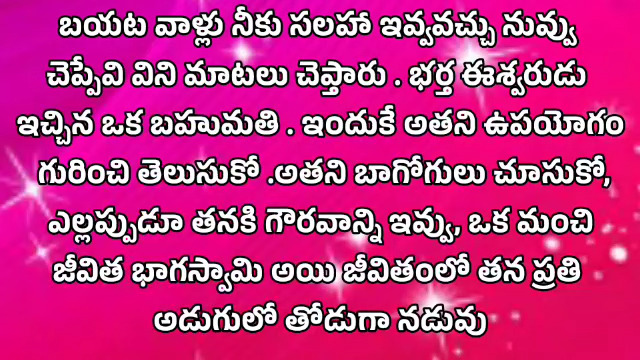 బయట వాళ్లు నీకు సలహా ఇవ్వవచ్చు నువ్వు
చెప్పేవి విని మాటలు చెప్తారు . భర్త ఈశ్వరుడు
ఇచ్చిన ఒక బహుమతి . ఇందుకే అతని ఉపయోగం
గురించి తెలుసుకో .అతని బాగోగులు చూసుకో,
ఎల్లప్పుడూ తనకి గౌరవాన్ని ఇవ్వు, ఒక మంచి
జీవిత భాగస్వామి అయి జీవితంలో తన ప్రతి
అడుగులో తోడుగా నడువు